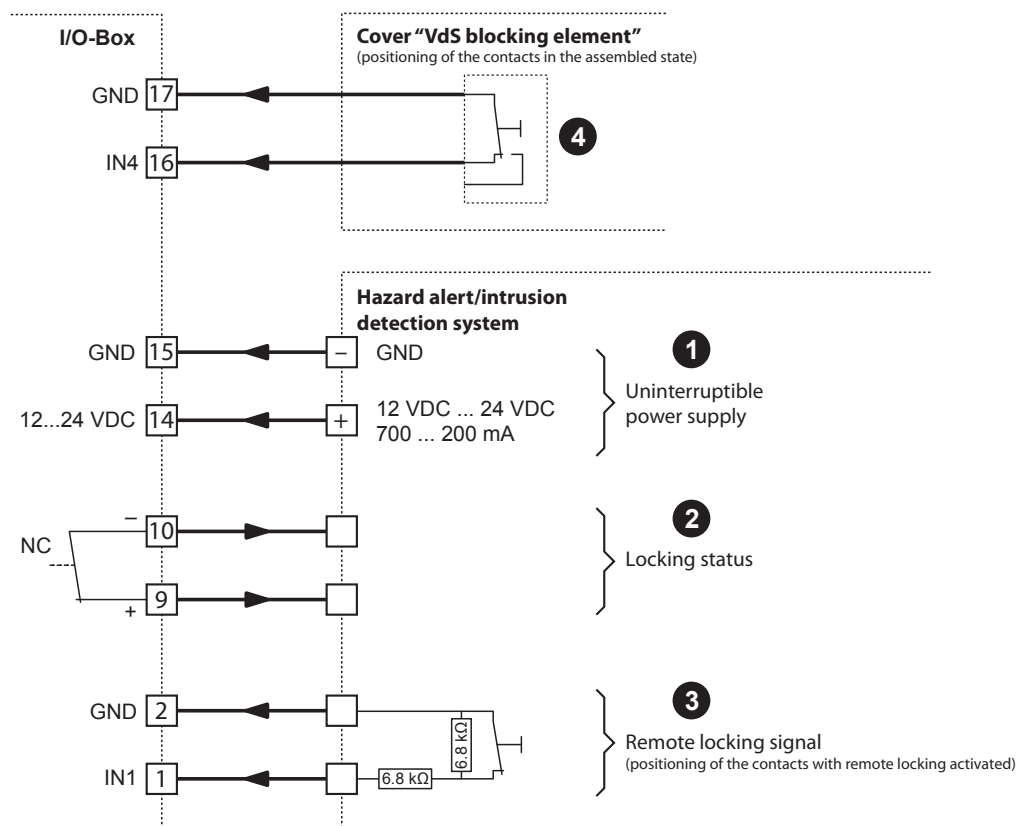 I/O-Box
Cover “VdS blocking element”
(positioning of the contacts in the assembled state)
GND 17
4
IN4 16
Hazard alert/intrusion
detection system
GND 15 – GND
1
Uninterruptible
power supply
12...24 VDC 14 + 12 VDC ... 24 VDC
700 ... 200 mA
– 10
2
NC
Locking status
+ 9
GND 2
3
6.8 kΩ
Remote locking signal
(positioning of the contacts with remote locking activated)
IN1 1 6.8 kΩ